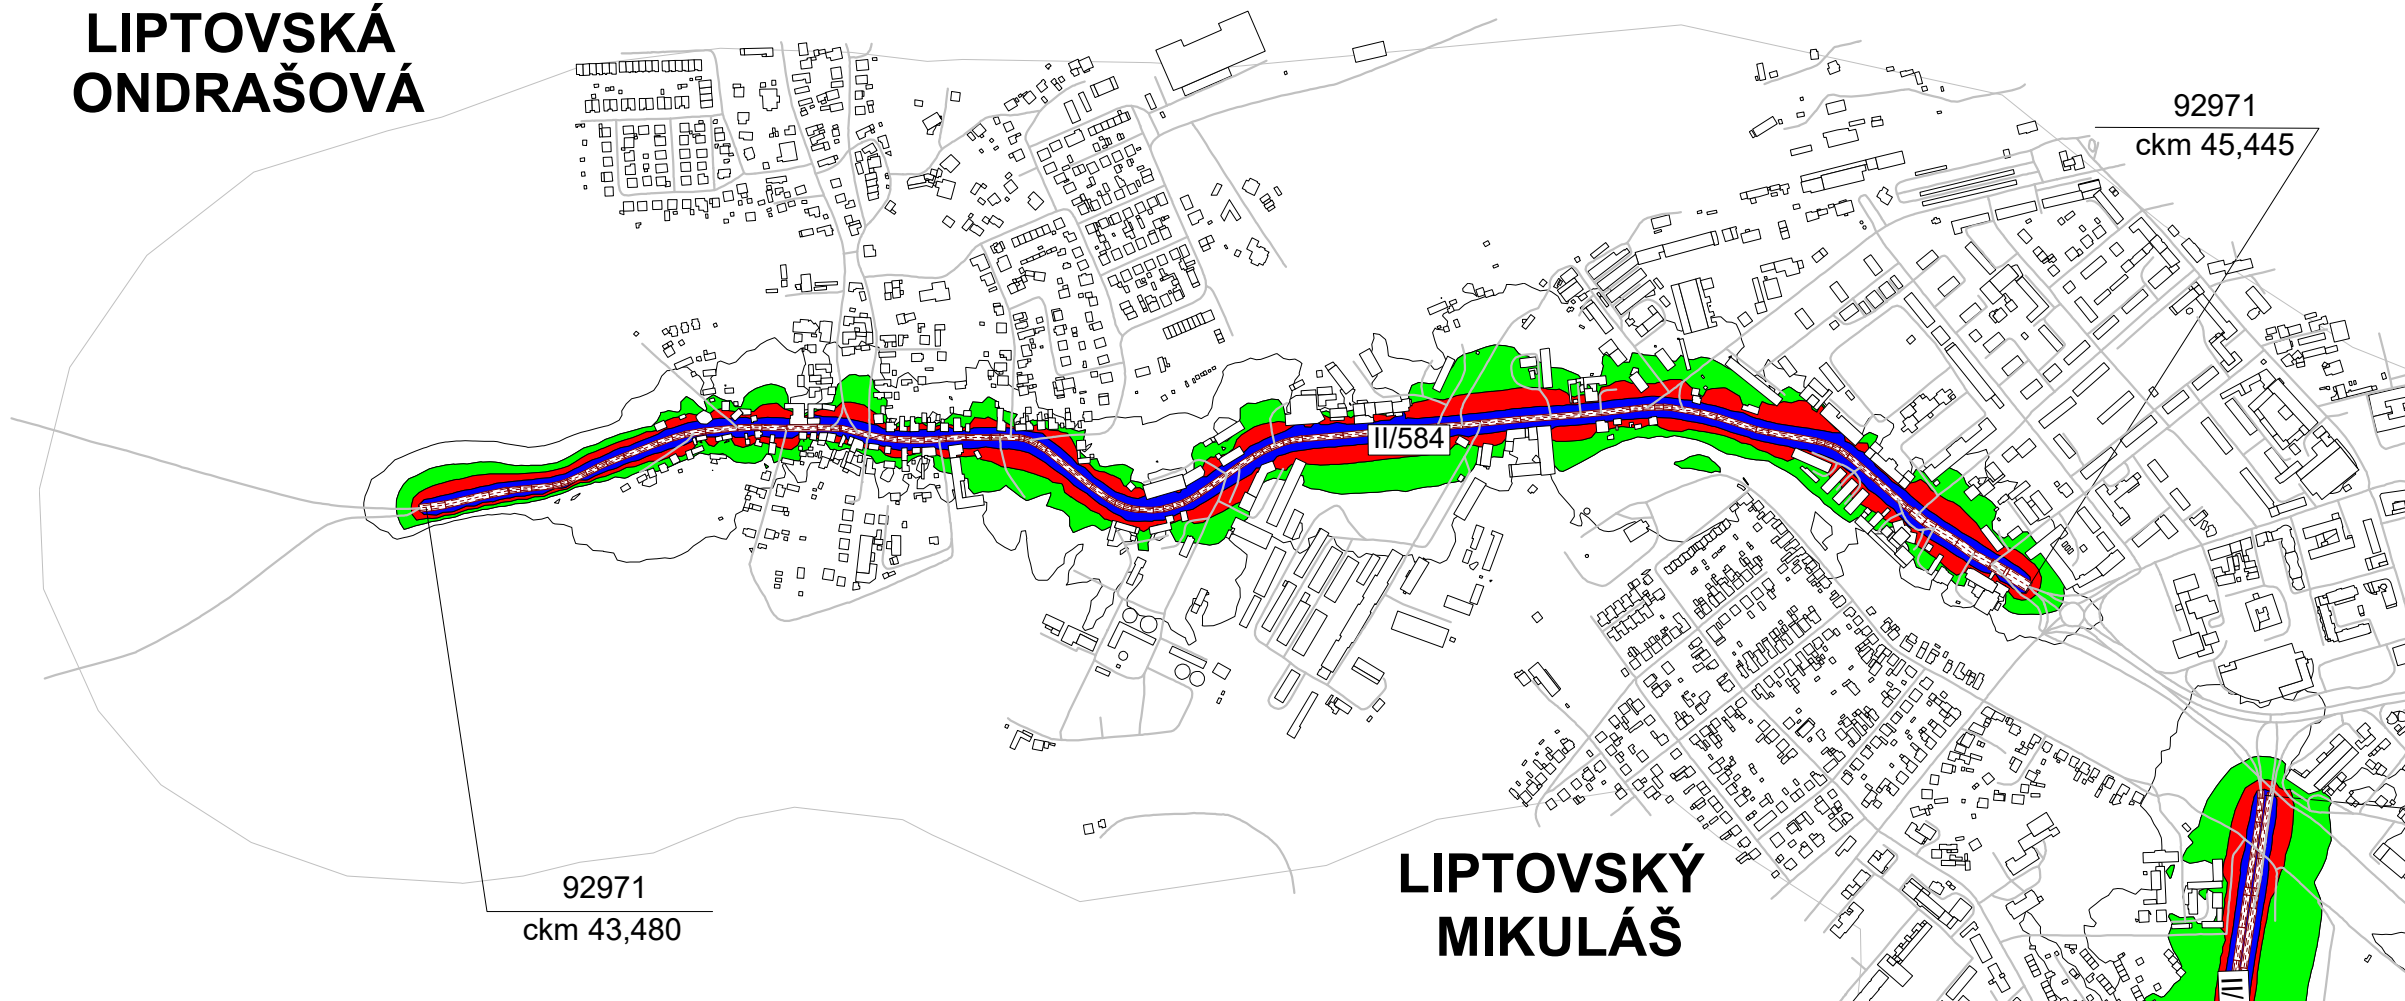 LIPTOVSKÁ
ONDRAŠOVÁ
92971
ckm 45,445
II/584
92971
ckm 43,480
LIPTOVSKÝ
MIKULÁŠ